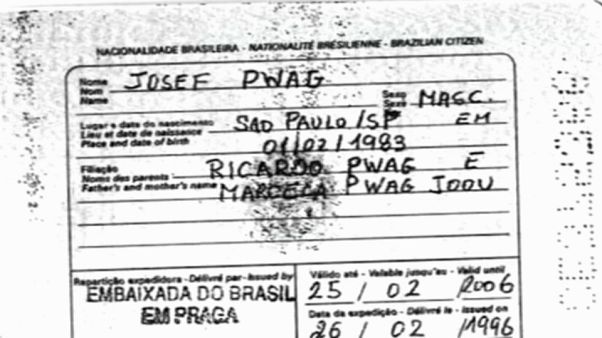 NACIONALIDADE BRASILEIRA - NATIONALITÉ BRÉSILIENNE - BRAZILIAN CITIZEN
Nome
Nom
Name
JOSEF PWAG
Sexo
Sexe
MASC.
Lugar e data do nascimento
Lieu et date de naissance
Place and date of birth
SAO PAULO/SP EM
01/02/1983
Filiação
Noms des parents
Father's and mother's name
RICARDO PWAG E
MARCELA PWAG
Repartição expedidora - Délivré par - Issued by
EMBAIXADA DO BRASIL
EM PRAGA
Válido até - Valable jusqu'au - Valid until
25 / 02 /2006
Data da expedição - Délivré le - Issued on
26 / 02 /1996